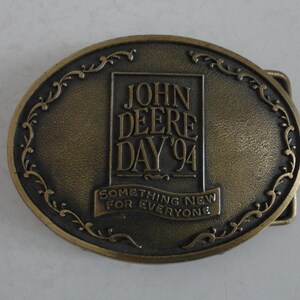 JOHN
DEERE
DAY '94
SOMETHING NEW
FOR EVERYONE